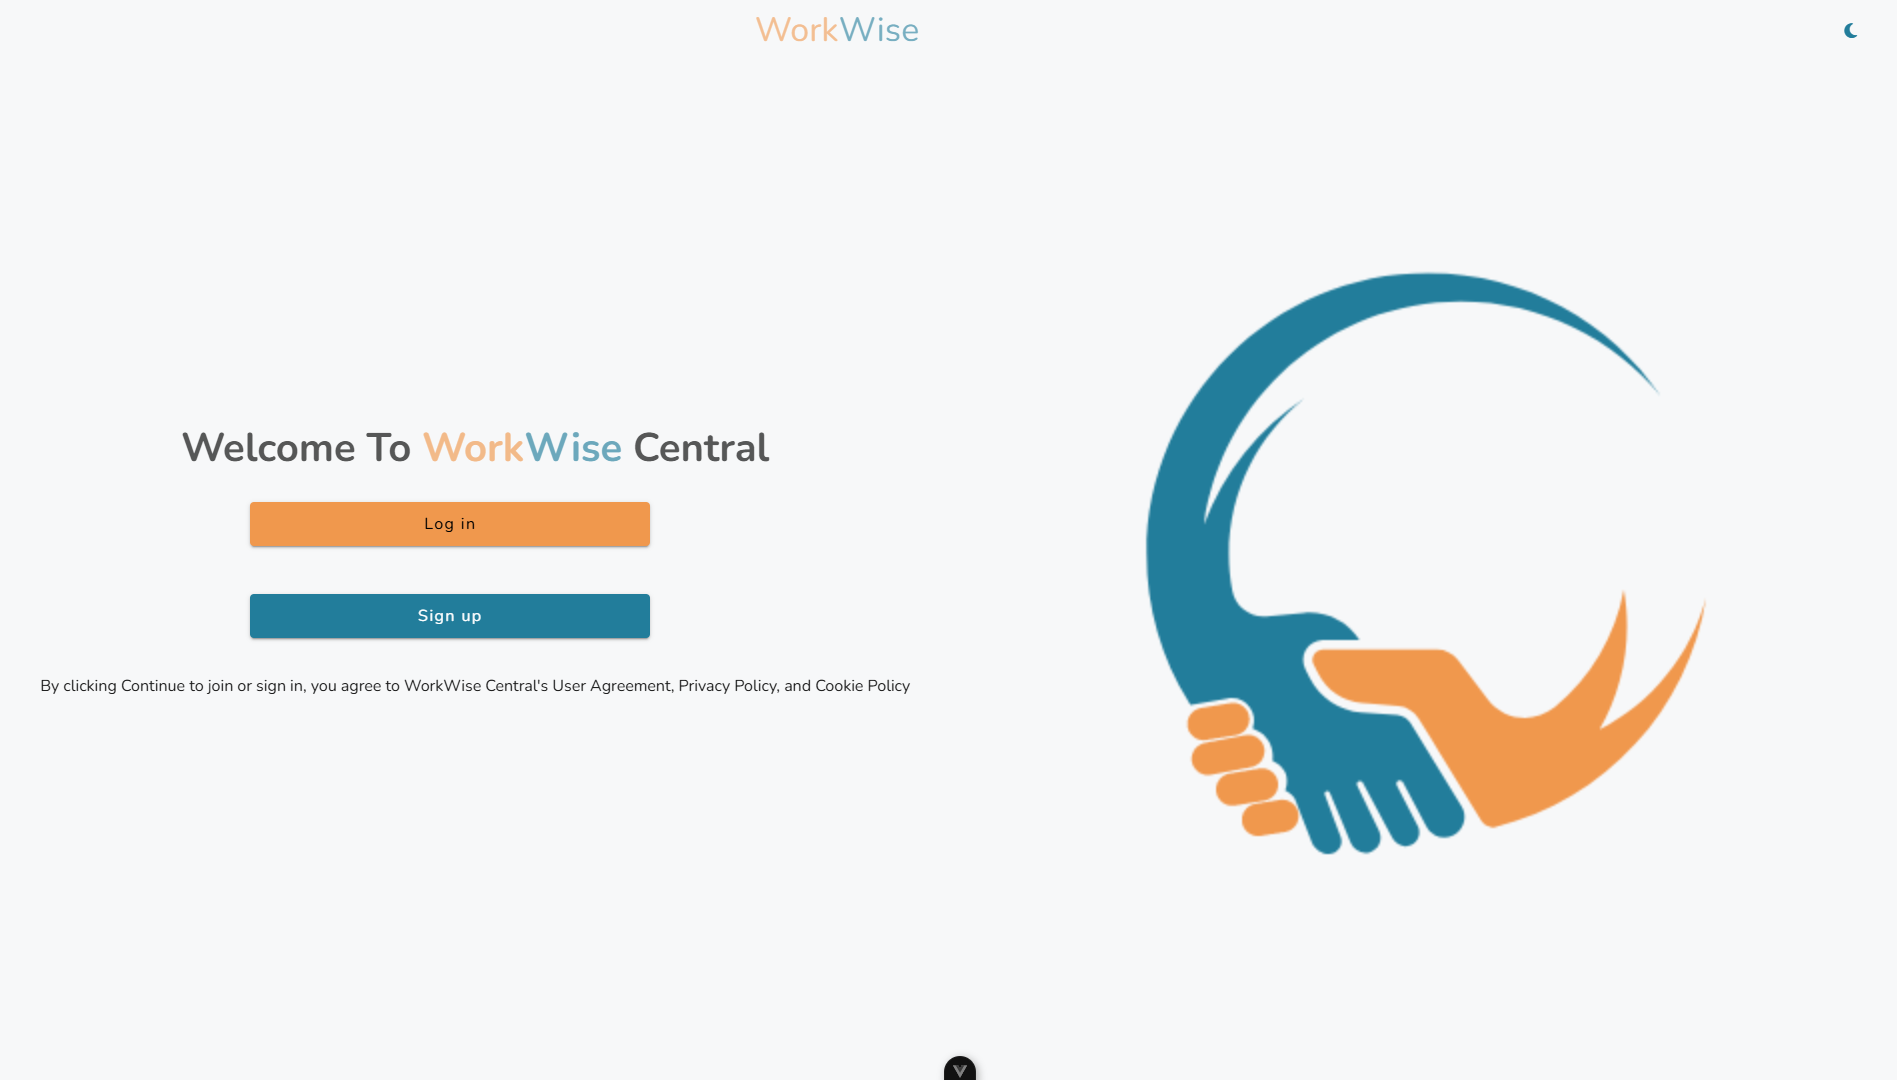 WorkWise
Welcome To WorkWise Central
Log in
Sign up
By clicking Continue to join or sign in, you agree to WorkWise Central's User Agreement, Privacy Policy, and Cookie Policy